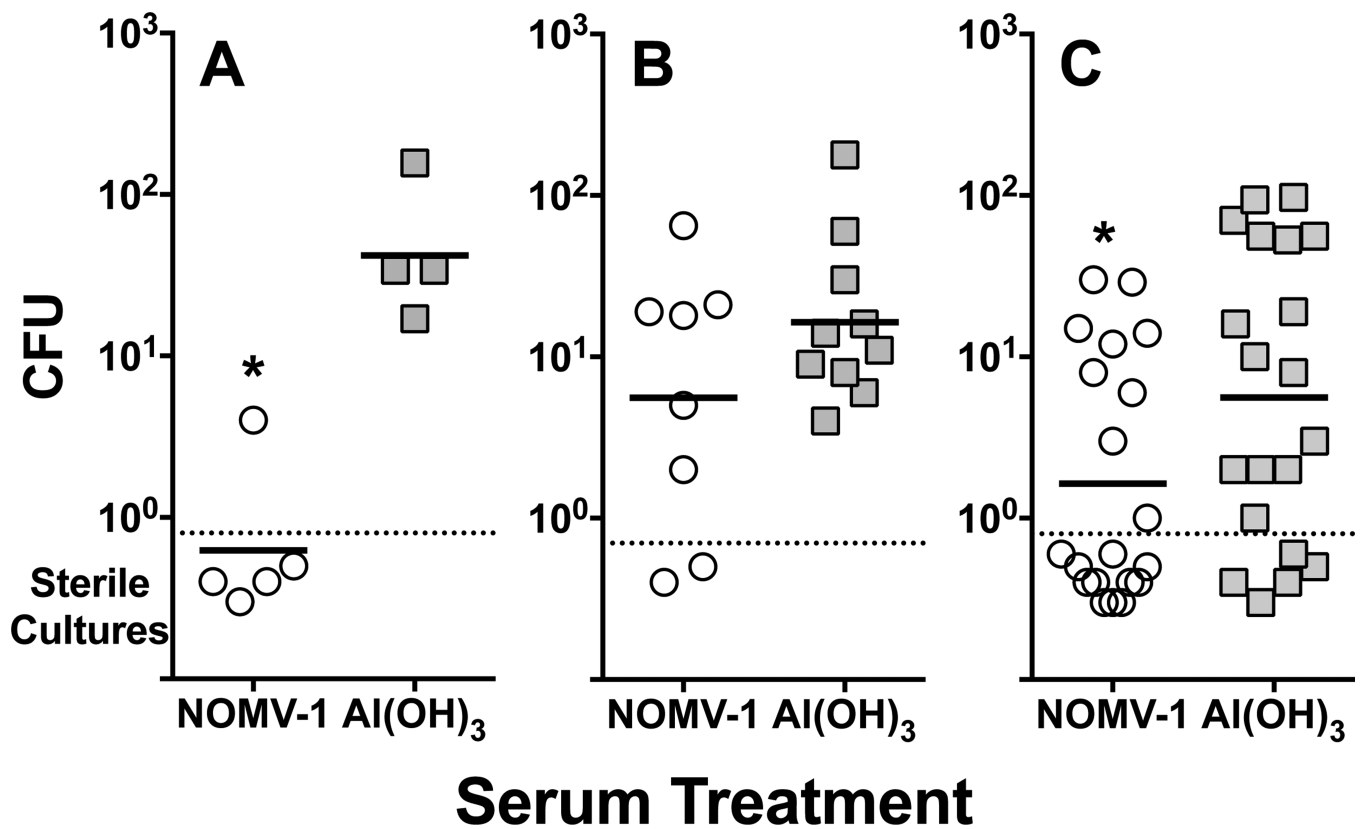 A
B
C
10³
10²
10¹
10⁰
10³
10²
10¹
10⁰
10³
10²
10¹
10⁰
*
*
CFU
Sterile
Cultures
NOMV-1 Al(OH)₃
NOMV-1 Al(OH)₃
NOMV-1 Al(OH)₃
Serum Treatment